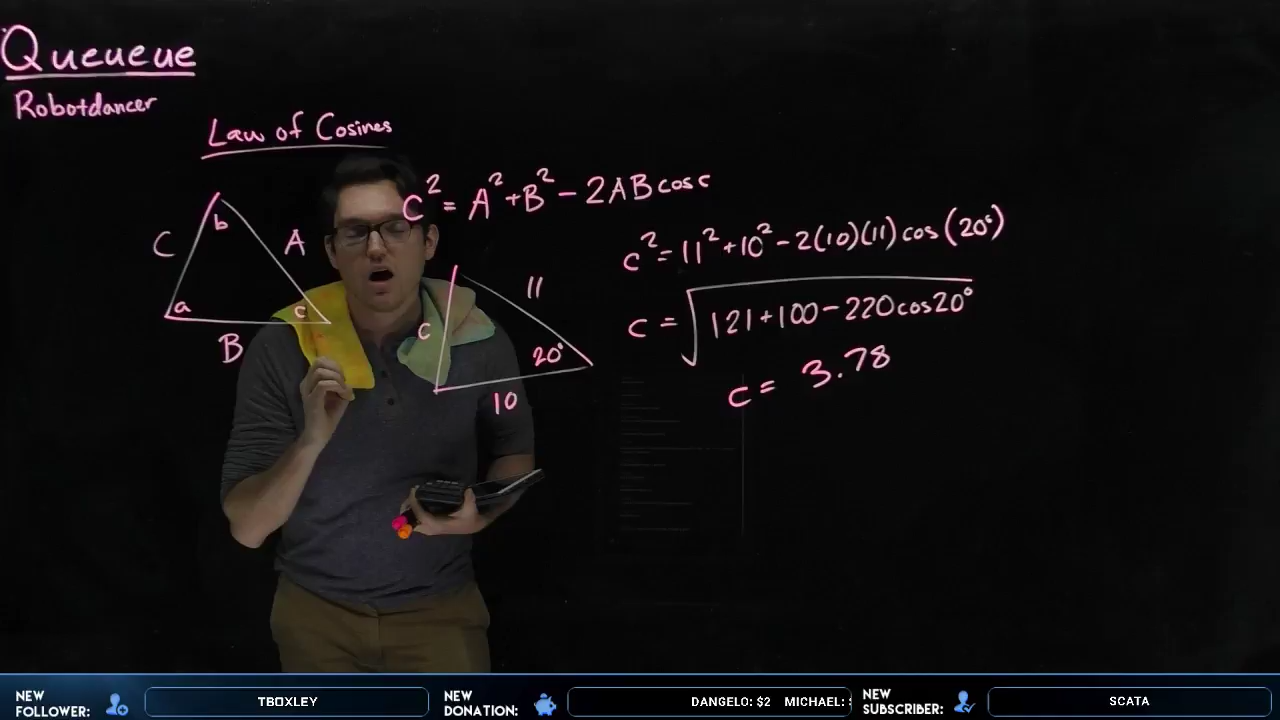 Queueue
Robotdancer
Law of Cosines
C² = A² + B² - 2AB cos c
C
b
A
a
c
B
c² = 11² + 10² - 2(10)(11) cos (20°)
11
c
20°
10
c = √121 + 100 - 220 cos 20°
c = 3.78
NEW FOLLOWER:
TBOXLEY
NEW DONATION:
DANGELO: $2 MICHAEL:
NEW SUBSCRIBER:
SCATA